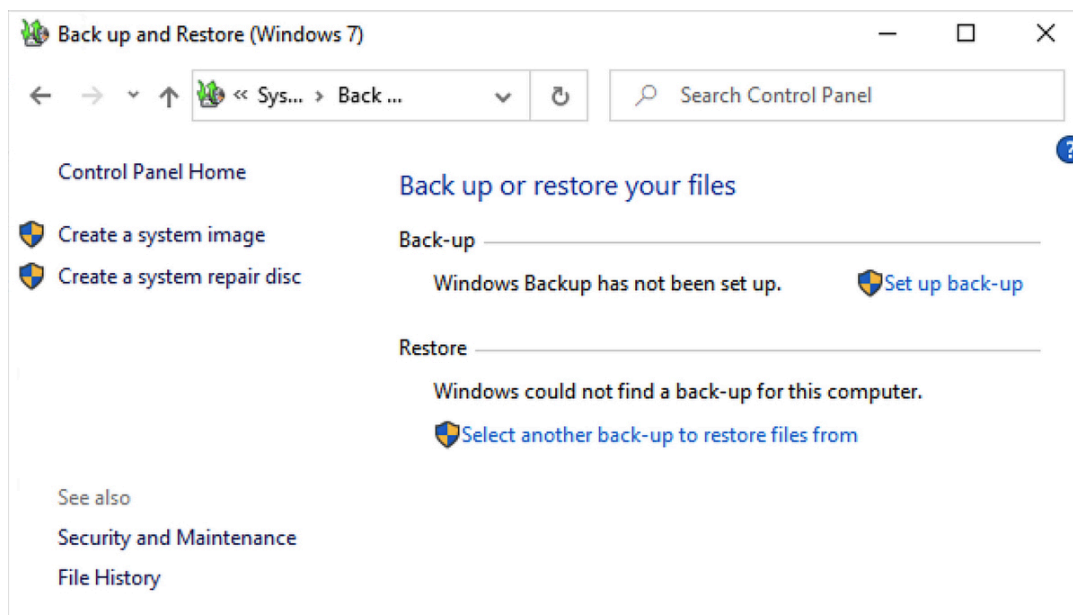 Back up and Restore (Windows 7)
« Sys... › Back ...
Search Control Panel
?
Control Panel Home
Back up or restore your files
Create a system image
Back-up
Create a system repair disc
Windows Backup has not been set up.
Set up back-up
Restore
Windows could not find a back-up for this computer.
Select another back-up to restore files from
See also
Security and Maintenance
File History